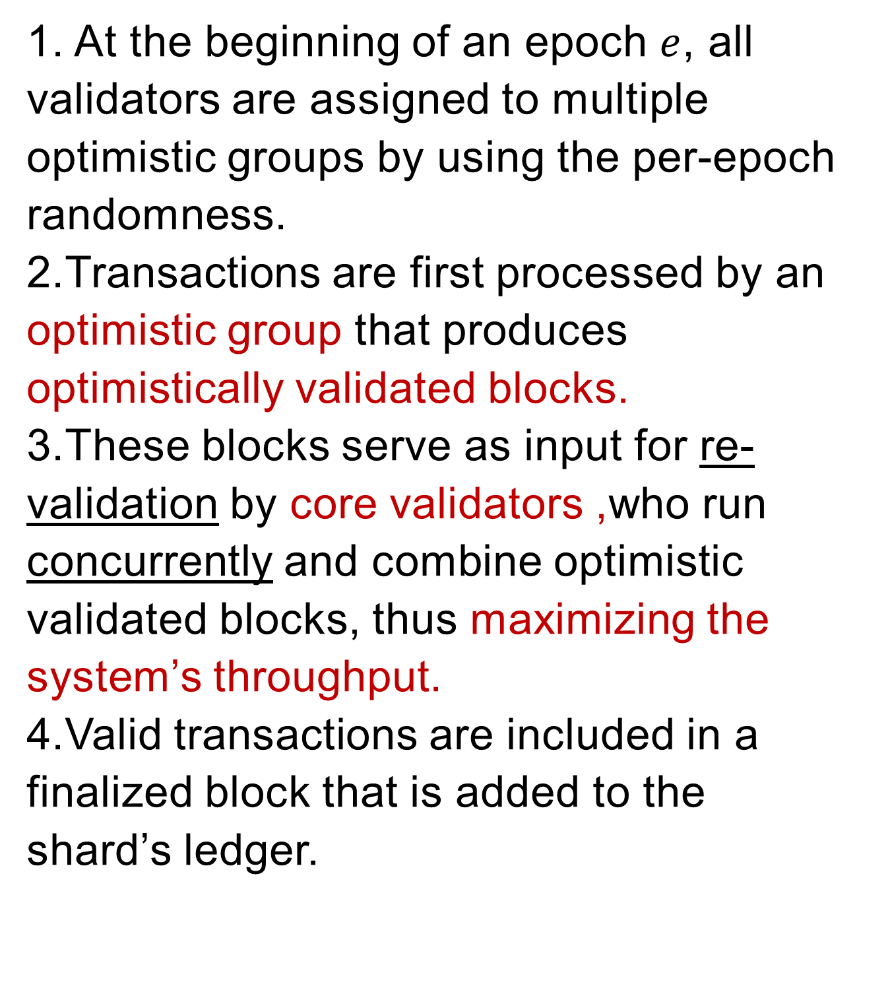 1. At the beginning of an epoch e, all
validators are assigned to multiple
optimistic groups by using the per-epoch
randomness.
2.Transactions are first processed by an
optimistic group that produces
optimistically validated blocks.
3.These blocks serve as input for re-
validation by core validators ,who run
concurrently and combine optimistic
validated blocks, thus maximizing the
system’s throughput.
4.Valid transactions are included in a
finalized block that is added to the
shard’s ledger.